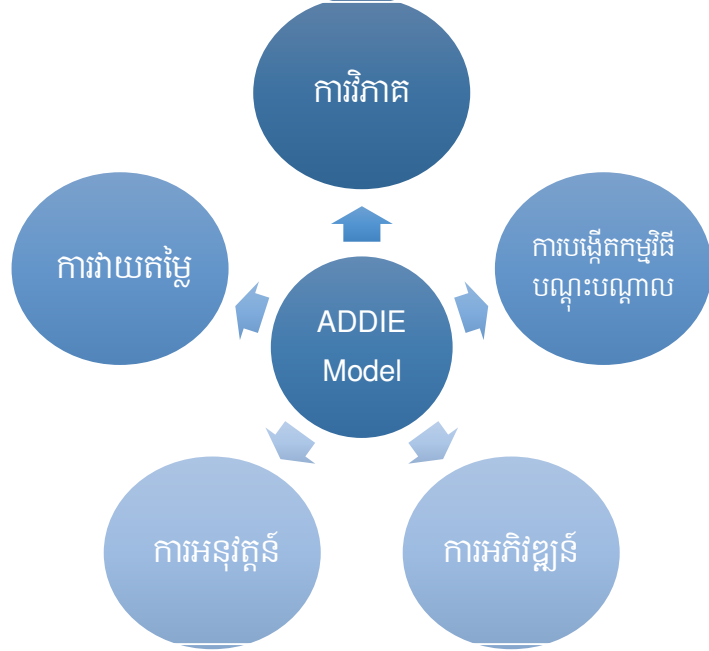 ការវិភាគ
ការវាយតម្លៃ
ការបង្កើតកម្មវិធី
បណ្តុះបណ្តាល
ADDIE
Model
ការអនុវត្តន៍
ការអភិវឌ្ឍន៍